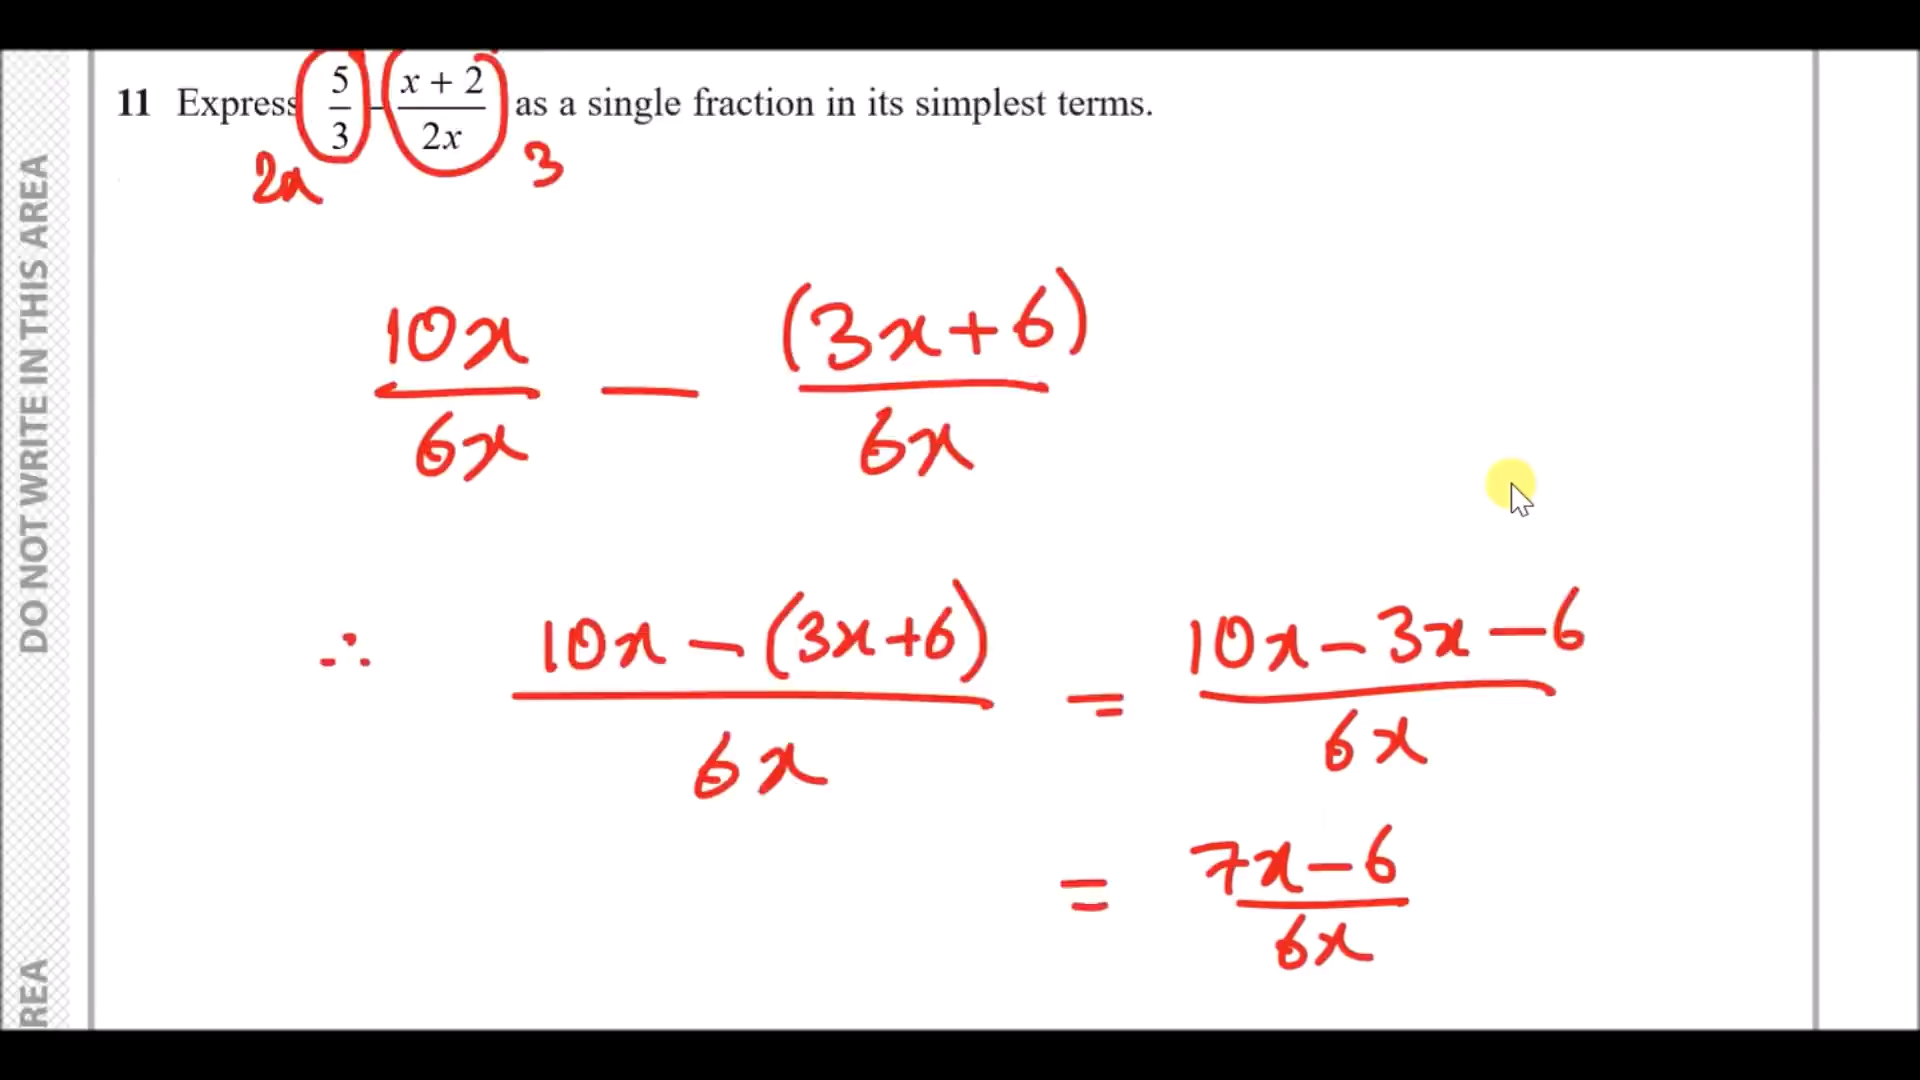 11 Express 5/3 - (x + 2)/2x as a single fraction in its simplest terms.
2x 3
10x/6x - (3x+6)/6x
∴ 10x-(3x+6)/6x = 10x-3x-6/6x
= 7x-6/6x
DO NOT WRITE IN THIS AREA
REA